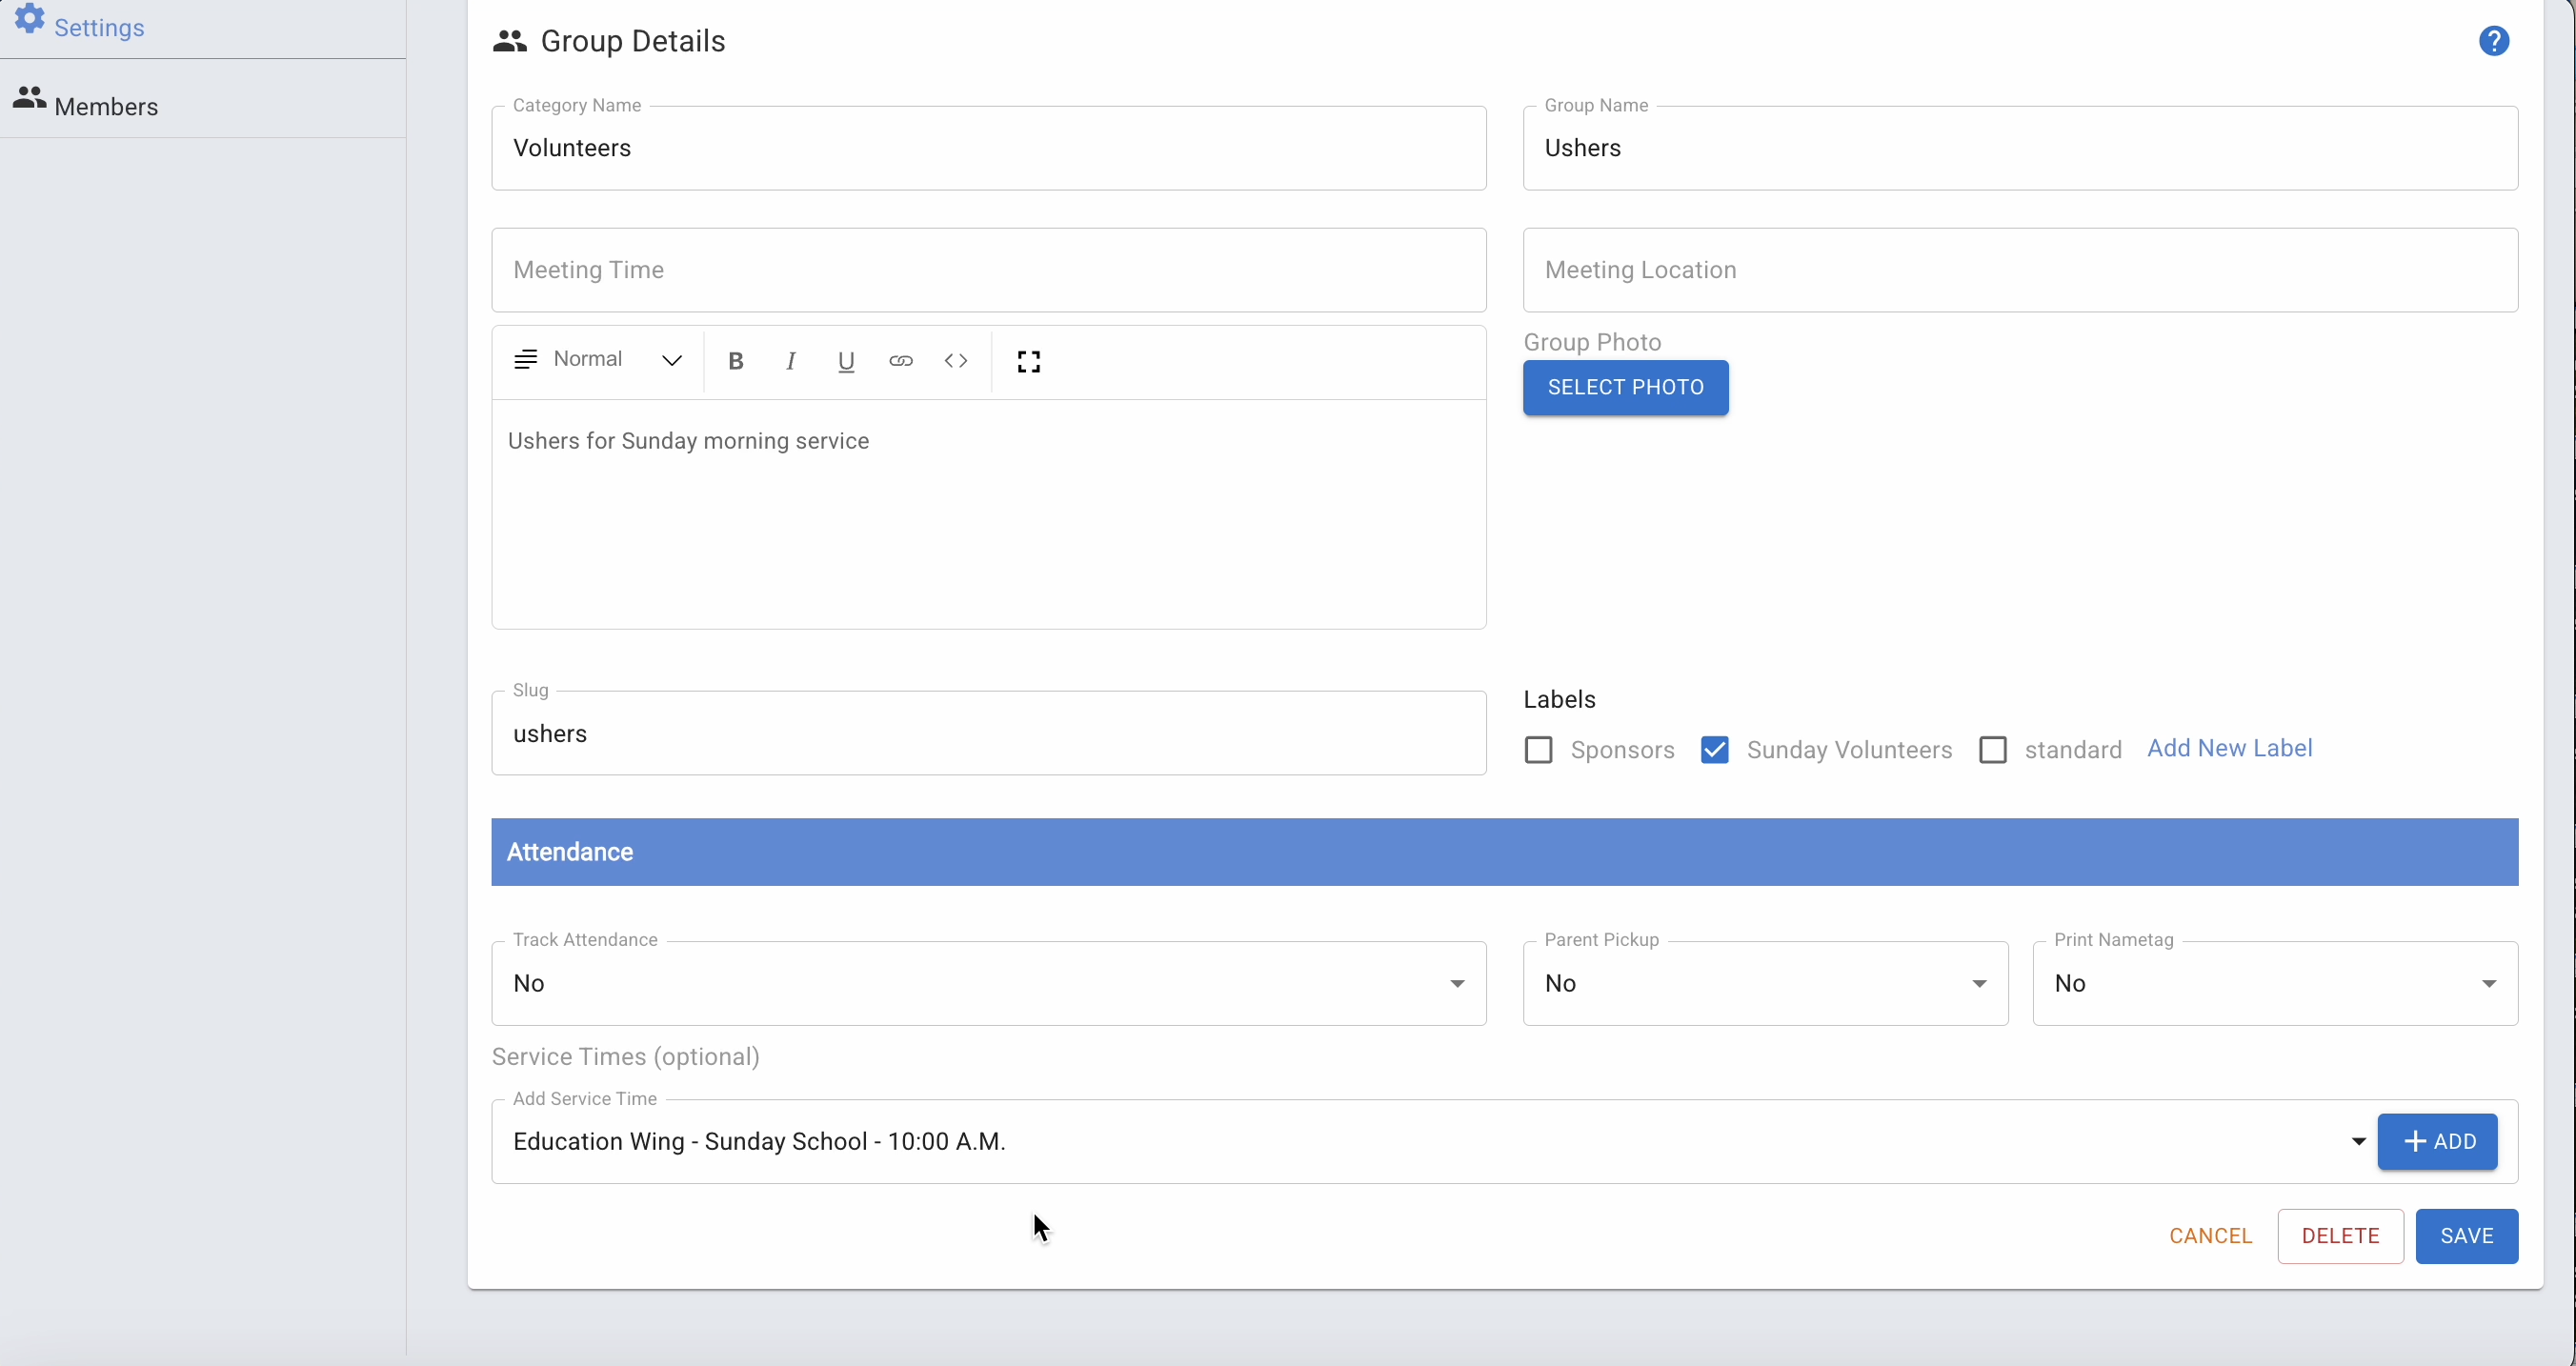 Settings
Members
Group Details
?
Category Name
Volunteers
Group Name
Ushers
Meeting Time
Meeting Location
Normal
B I U <>
Ushers for Sunday morning service
Group Photo
SELECT PHOTO
Slug
ushers
Labels
Sponsors Sunday Volunteers standard Add New Label
Attendance
Track Attendance
No
Parent Pickup
No
Print Nametag
No
Service Times (optional)
Add Service Time
Education Wing - Sunday School - 10:00 A.M.
+ ADD
CANCEL DELETE SAVE